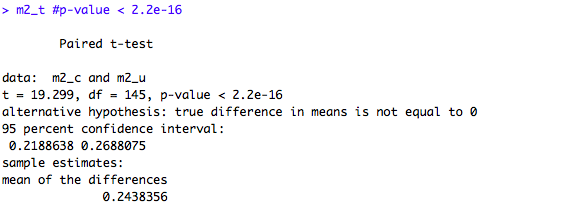 > m2_t #p-value < 2.2e-16
Paired t-test
data:  m2_c and m2_u
t = 19.299, df = 145, p-value < 2.2e-16
alternative hypothesis: true difference in means is not equal to 0
95 percent confidence interval:
0.2188638 0.2688075
sample estimates:
mean of the differences
0.2438356